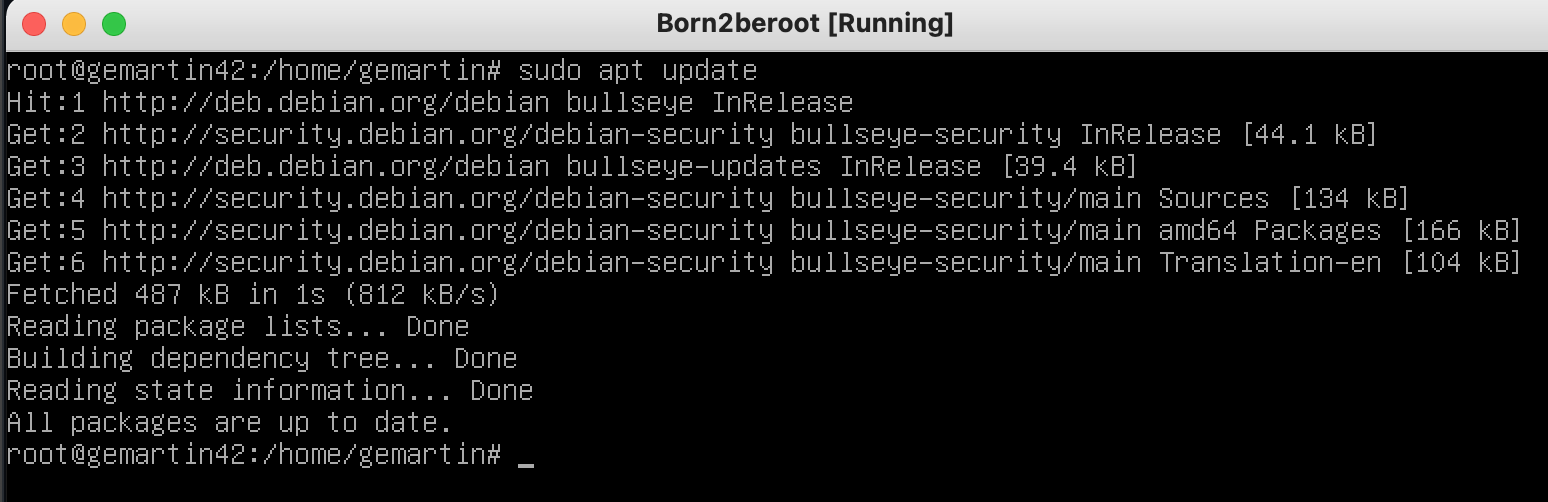 Born2beroot [Running]
root@gemartin42:/home/gemartin# sudo apt update
Hit:1 http://deb.debian.org/debian bullseye InRelease
Get:2 http://security.debian.org/debian-security bullseye-security InRelease [44.1 kB]
Get:3 http://deb.debian.org/debian bullseye-updates InRelease [39.4 kB]
Get:4 http://security.debian.org/debian-security bullseye-security/main Sources [134 kB]
Get:5 http://security.debian.org/debian-security bullseye-security/main amd64 Packages [166 kB]
Get:6 http://security.debian.org/debian-security bullseye-security/main Translation-en [104 kB]
Fetched 487 kB in 1s (812 kB/s)
Reading package lists... Done
Building dependency tree... Done
Reading state information... Done
All packages are up to date.
root@gemartin42:/home/gemartin# _